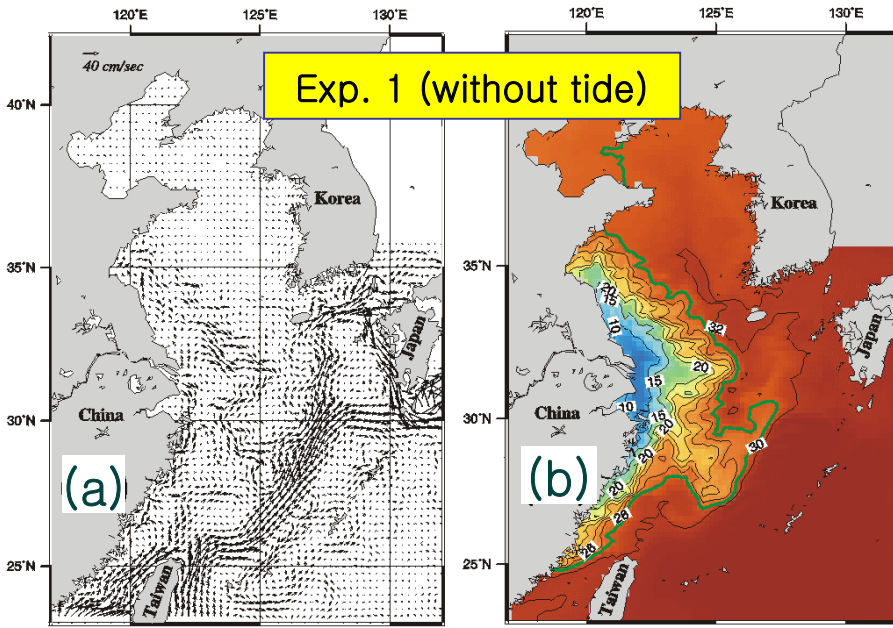 120°E 125°E 130°E 120°E 125°E 130°E
40 cm/sec
Exp. 1 (without tide)
40°N
Korea Korea
35°N 35°N
20
15
10
32
Japan Japan
20
15
30°N 30°N
China China
10
15
20
30
20
(a) (b)
20
28
26
25°N 25°N
Taiwan Taiwan